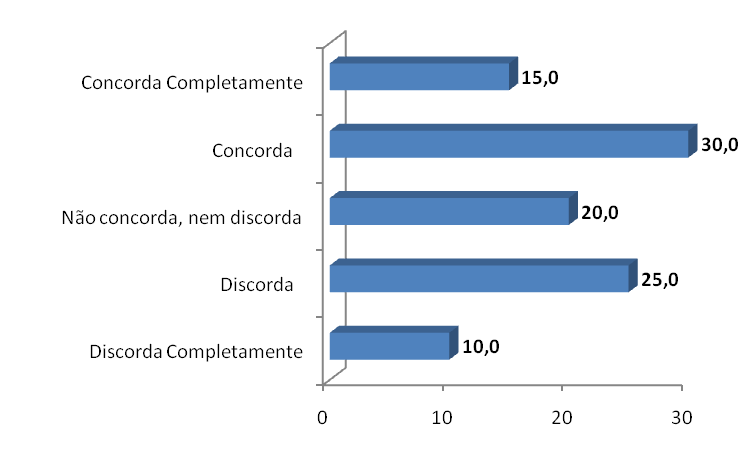 Concorda Completamente 15,0
Concorda 30,0
Não concorda, nem discorda 20,0
Discorda 25,0
Discorda Completamente 10,0
0 10 20 30